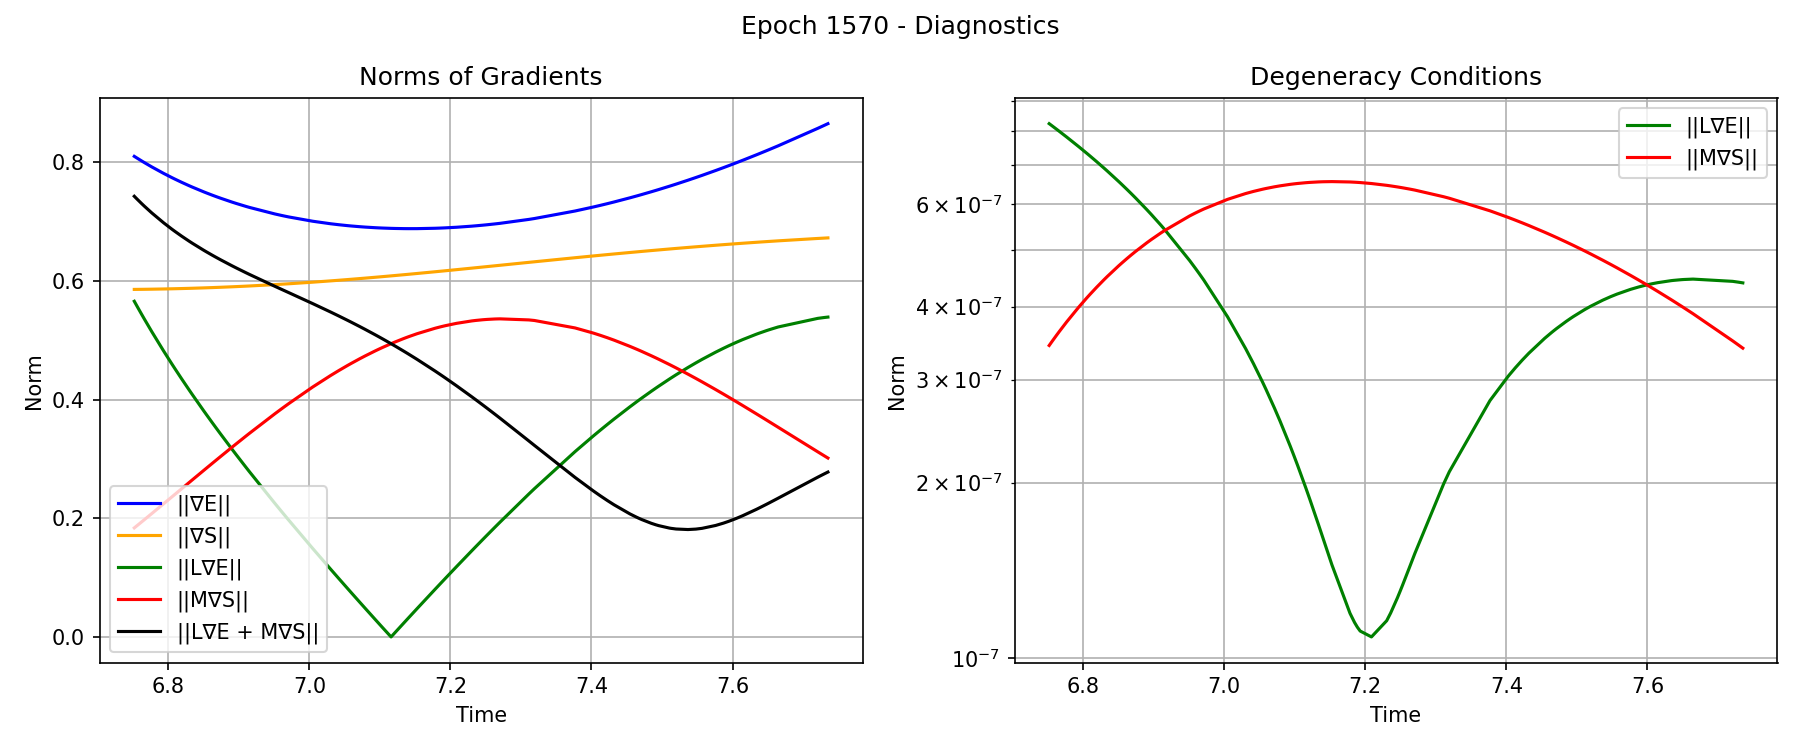 Epoch 1570 - Diagnostics
Norms of Gradients
Norm
0.8
0.6
0.4
0.2
0.0
||∇E||
||∇S||
||L∇E||
||M∇S||
||L∇E + M∇S||
6.8 7.0 7.2 7.4 7.6
Time
Degeneracy Conditions
Norm
6 × 10⁻⁷
4 × 10⁻⁷
3 × 10⁻⁷
2 × 10⁻⁷
10⁻⁷
||L∇E||
||M∇S||
6.8 7.0 7.2 7.4 7.6
Time